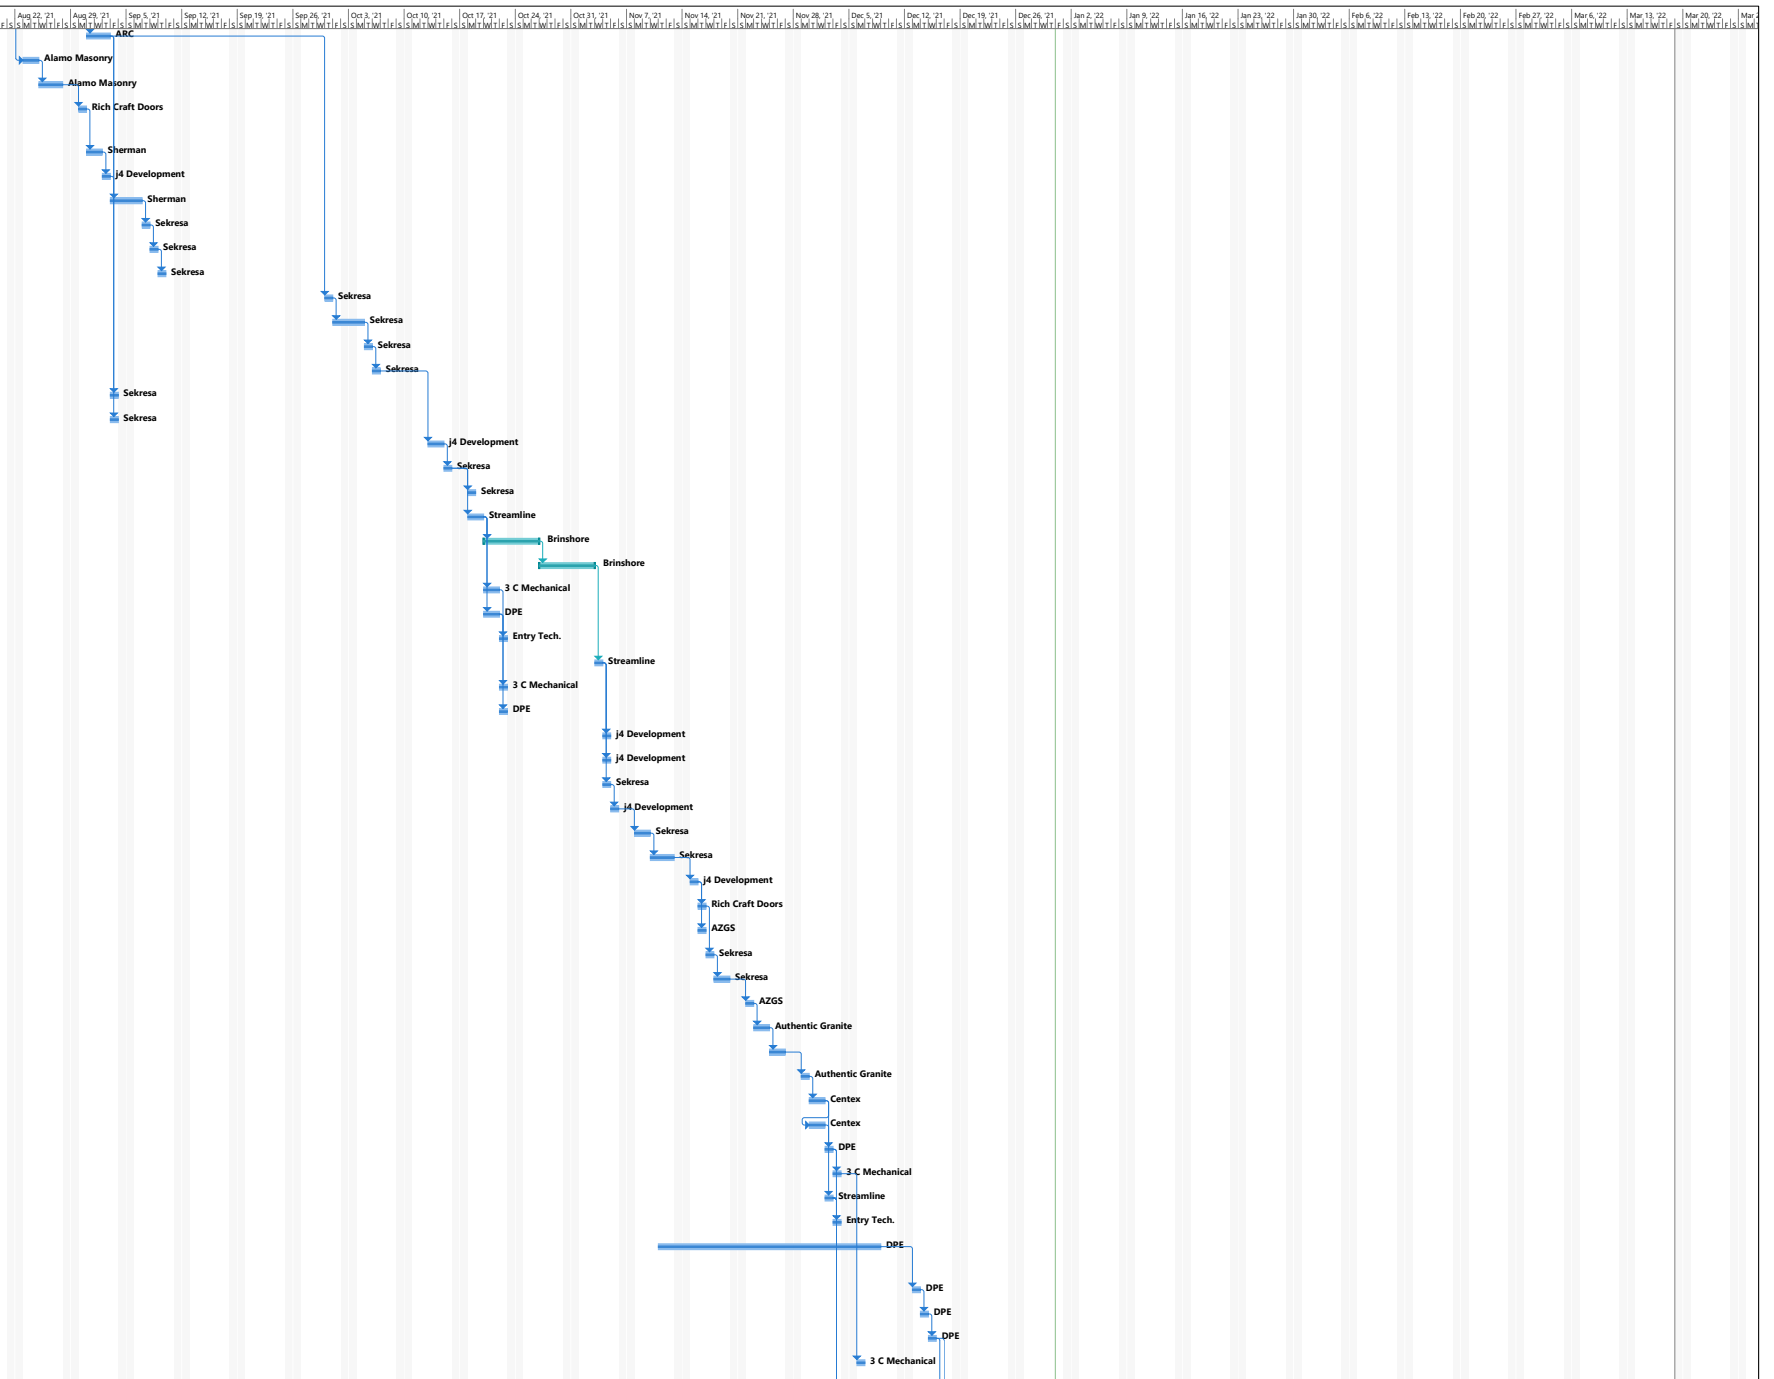 Aug 22, '21 Aug 29, '21 Sep 5, '21 Sep 12, '21 Sep 19, '21 Sep 26, '21 Oct 3, '21 Oct 10, '21 Oct 17, '21 Oct 24, '21 Oct 31, '21 Nov 7, '21 Nov 14, '21 Nov 21, '21 Nov 28, '21 Dec 5, '21 Dec 12, '21 Dec 19, '21 Dec 26, '21 Jan 2, '22 Jan 9, '22 Jan 16, '22 Jan 23, '22 Jan 30, '22 Feb 6, '22 Feb 13, '22 Feb 20, '22 Feb 27, '22 Mar 6, '22 Mar 13, '22 Mar 20, '22 Mar
F S S M T W T F S S M T W T F S S M T W T F S S M T W T F S S M T W T F S S M T W T F S S M T W T F S S M T W T F S S M T W T F S S M T W T F S S M T W T F S S M T W T F S S M T W T F S S M T W T F S S M T W T F S S M T W T F S S M T W T F S S M T W T F S S M T W T F S S M T W T F S S M T W T F S S M T W T F S S M T W T F S S M T W T F S S M T W T F S S M T W T F S S M T W T F S S M T W T F S S M T W T F S S M T W T F S S M T W T F S S M T
ARC
Alamo Masonry
Alamo Masonry
Rich Craft Doors
Sherman
j4 Development
Sherman
Sekresa
Sekresa
Sekresa
Sekresa
Sekresa
Sekresa
Sekresa
Sekresa
Sekresa
j4 Development
Sekresa
Sekresa
Streamline
Brinshore
Brinshore
3 C Mechanical
DPE
Entry Tech.
Streamline
3 C Mechanical
DPE
j4 Development
j4 Development
Sekresa
j4 Development
Sekresa
Sekresa
j4 Development
Rich Craft Doors
AZGS
Sekresa
Sekresa
AZGS
Authentic Granite
Authentic Granite
Centex
Centex
DPE
3 C Mechanical
Streamline
Entry Tech.
DPE
DPE
DPE
DPE
3 C Mechanical